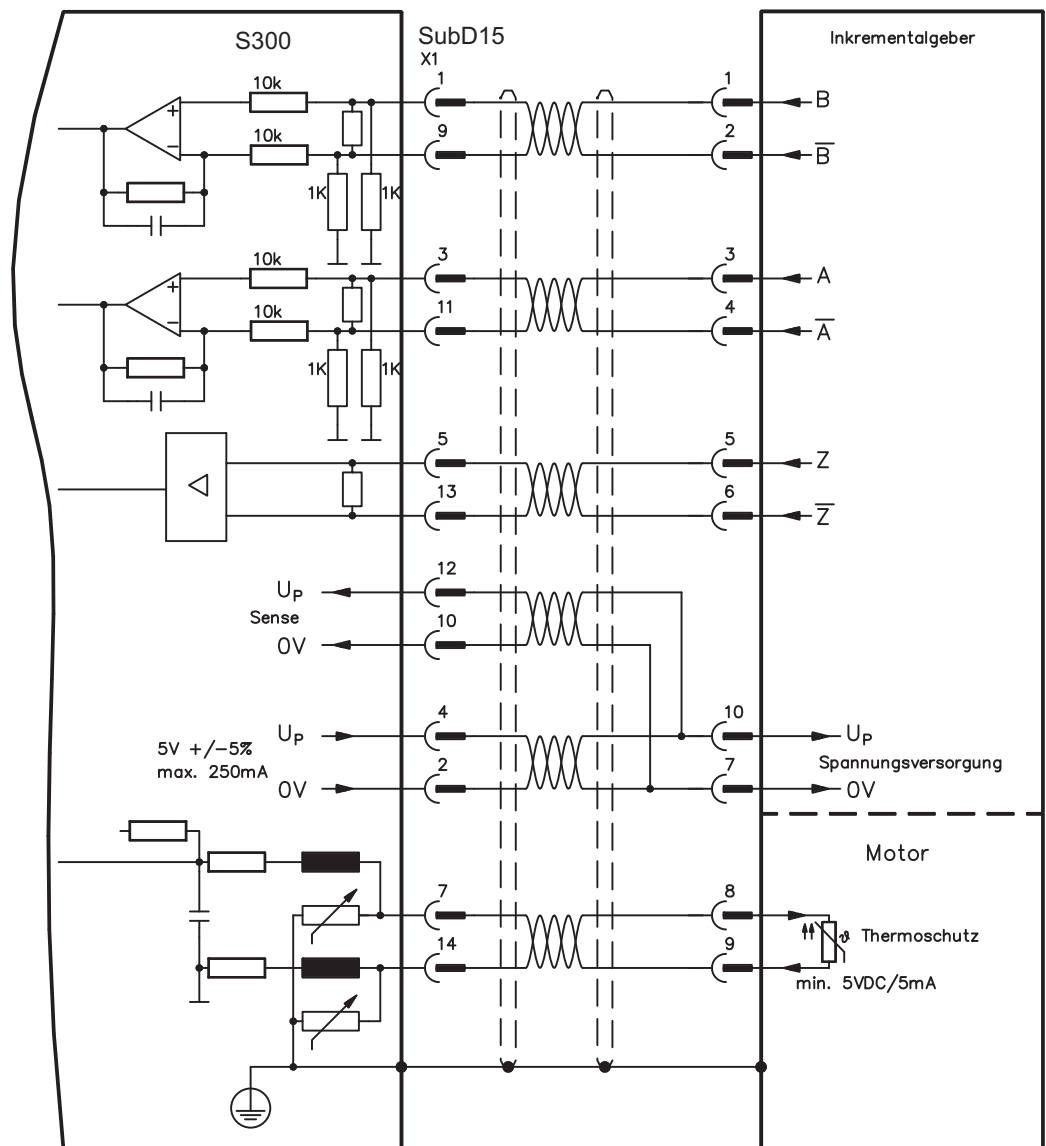 S300 SubD15 Inkrementalgeber
X1
1 1 B
10k
9 2 B̅
10k
1K 1K
3 3 A
10k
11 4 A̅
10k
1K 1K
5 5 Z
13 6 Z̅
12
UP
Sense
10
0V
4 10
UP UP
5V +/-5% Spannungsversorgung
max. 250mA
2 7
0V 0V
Motor
7 8
ϑ Thermoschutz
14 9
min. 5VDC/5mA